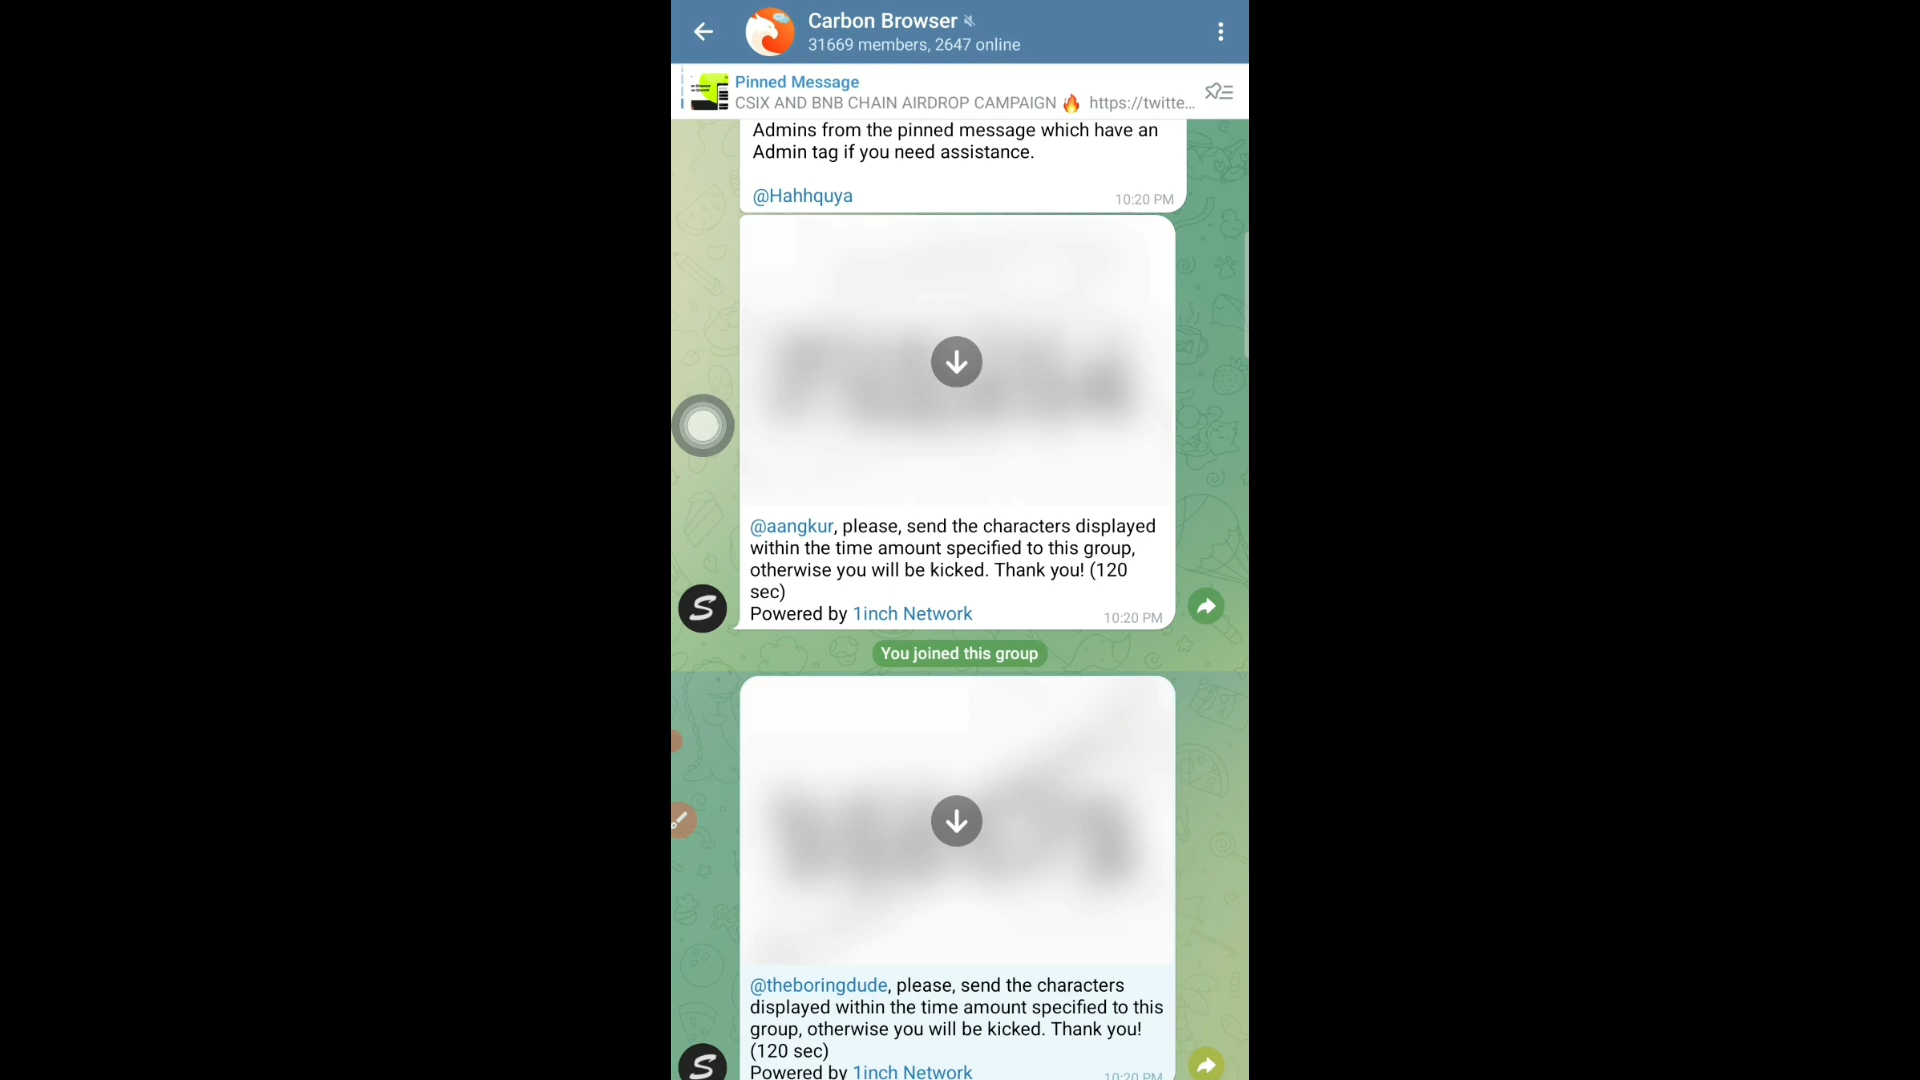 Carbon Browser
31669 members, 2647 online
Pinned Message
CSIX AND BNB CHAIN AIRDROP CAMPAIGN 🔥 https://twitte...
Admins from the pinned message which have an
Admin tag if you need assistance.
@Hahhquya
10:20 PM
@aangkur, please, send the characters displayed
within the time amount specified to this group,
otherwise you will be kicked. Thank you! (120
sec)
Powered by 1inch Network
10:20 PM
You joined this group
@theboringdude, please, send the characters
displayed within the time amount specified to this
group, otherwise you will be kicked. Thank you!
(120 sec)
Powered by 1inch Network
10:20 PM